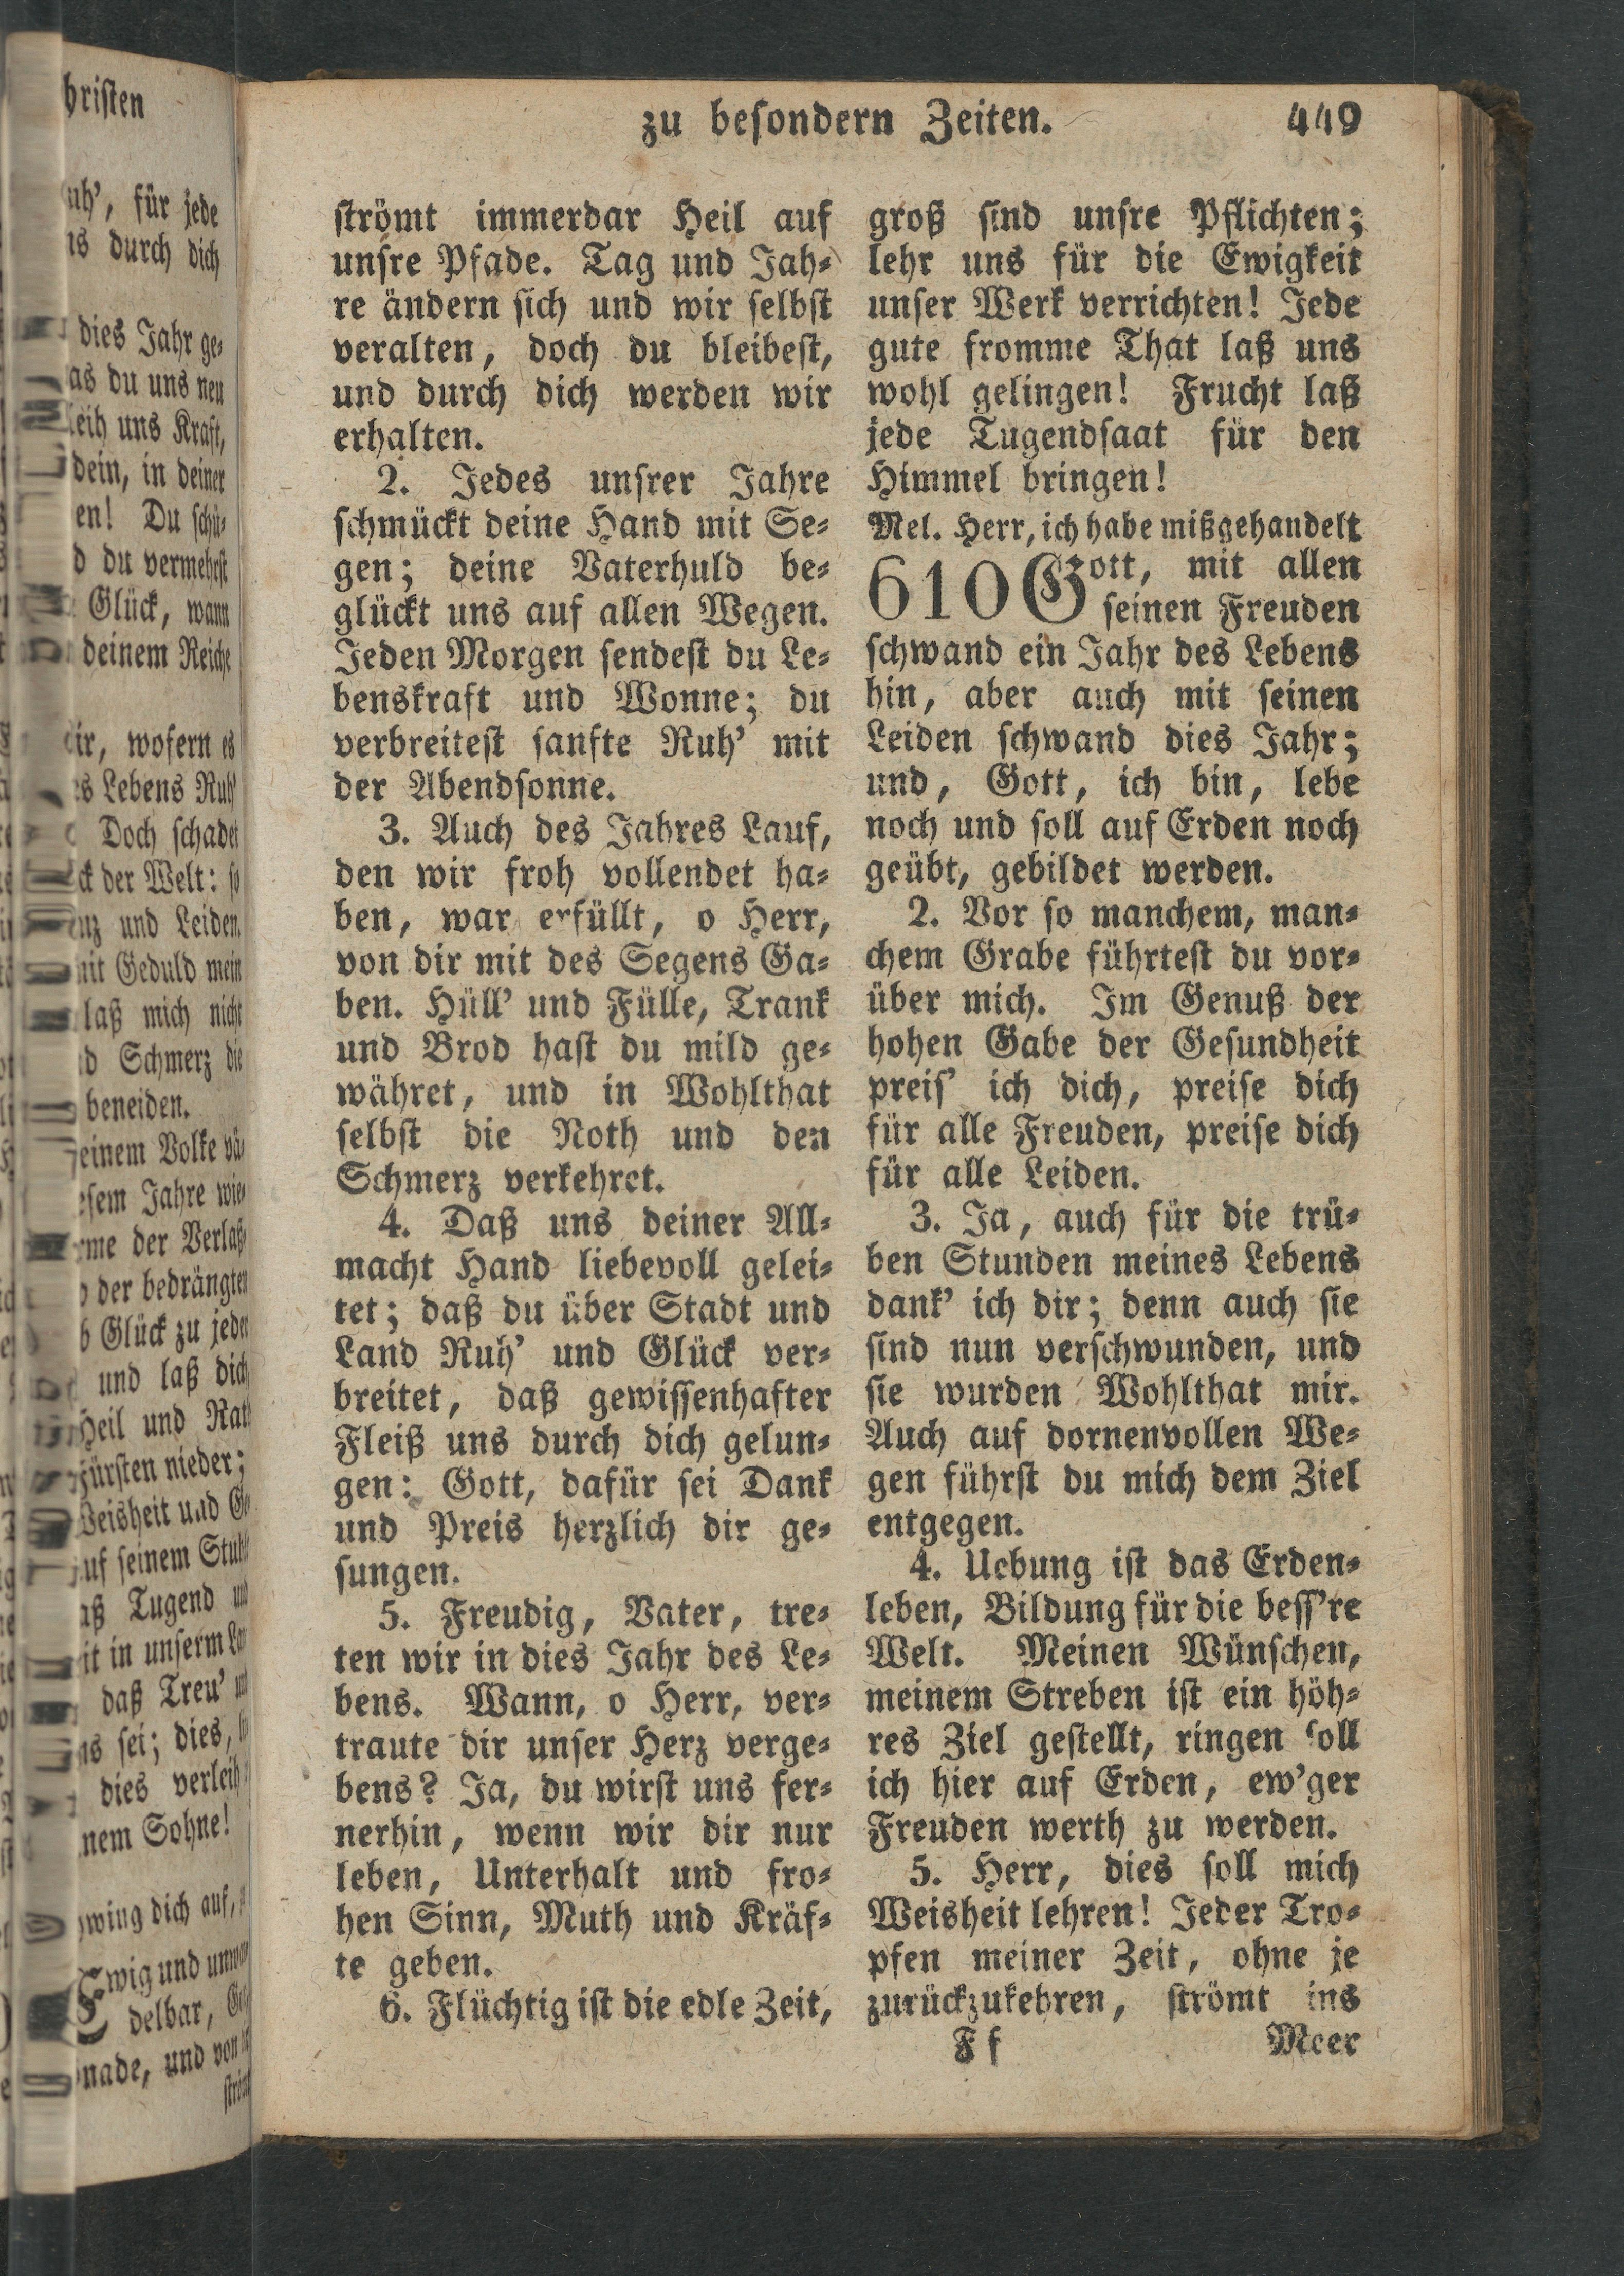 zu besondern Zeiten. 449
strömt immerdar Heil auf
unsre Pfade. Tag und Jah⸗
re ändern sich und wir selbst
veralten, doch du bleibest,
und durch dich werden wir
erhalten.
2. Jedes unsrer Jahre
schmückt deine Hand mit Se⸗
gen; deine Vaterhuld be⸗
glückt uns auf allen Wegen.
Jeden Morgen sendest du Le⸗
benskraft und Wonne; du
verbreitest sanfte Ruh' mit
der Abendsonne.
3. Auch des Jahres Lauf,
den wir froh vollendet ha⸗
ben, war erfüllt, o Herr,
von dir mit des Segens Ga⸗
ben. Hüll' und Fülle, Trank
und Brod hast du mild ge⸗
währet, und in Wohlthat
selbst die Noth und den
Schmerz verkehret.
4. Daß uns deiner All⸗
macht Hand liebevoll gelei⸗
tet; daß du über Stadt und
Land Ruh' und Glück ver⸗
breitet, daß gewissenhafter
Fleiß uns durch dich gelun⸗
gen: Gott, dafür sei Dank
und Preis herzlich dir ge⸗
sungen.
5. Freudig, Vater, tre⸗
ten wir in dies Jahr des Le⸗
bens. Wann, o Herr, ver⸗
traute dir unser Herz verge⸗
bens? Ja, du wirst uns fer⸗
nerhin, wenn wir dir nur
leben, Unterhalt und fro⸗
hen Sinn, Muth und Kräf⸗
te geben.
6. Flüchtig ist die edle Zeit,
groß sind unsre Pflichten;
lehr uns für die Ewigkeit
unser Werk verrichten! Jede
gute fromme That laß uns
wohl gelingen! Frucht laß
jede Tugendsaat für den
Himmel bringen!
Mel. Herr, ich habe mißgehandelt
610 Gott, mit allen
seinen Freuden
schwand ein Jahr des Lebens
hin, aber auch mit seinen
Leiden schwand dies Jahr;
und, Gott, ich bin, lebe
noch und soll auf Erden noch
geübt, gebildet werden.
2. Vor so manchem, man⸗
chem Grabe führtest du vor⸗
über mich. Im Genuß der
hohen Gabe der Gesundheit
preis' ich dich, preise dich
für alle Freuden, preise dich
für alle Leiden.
3. Ja, auch für die trü⸗
ben Stunden meines Lebens
dank' ich dir; denn auch sie
sind nun verschwunden, und
sie wurden Wohlthat mir.
Auch auf dornenvollen We⸗
gen führst du mich dem Ziel
entgegen.
4. Uebung ist das Erden⸗
leben, Bildung für die bess're
Welt. Meinen Wünschen,
meinem Streben ist ein höh⸗
res Ziel gestellt, ringen soll
ich hier auf Erden, ew'ger
Freuden werth zu werden.
5. Herr, dies soll mich
Weisheit lehren! Jeder Tro⸗
pfen meiner Zeit, ohne je
zurückzukehren, strömt ins
Ff Meer